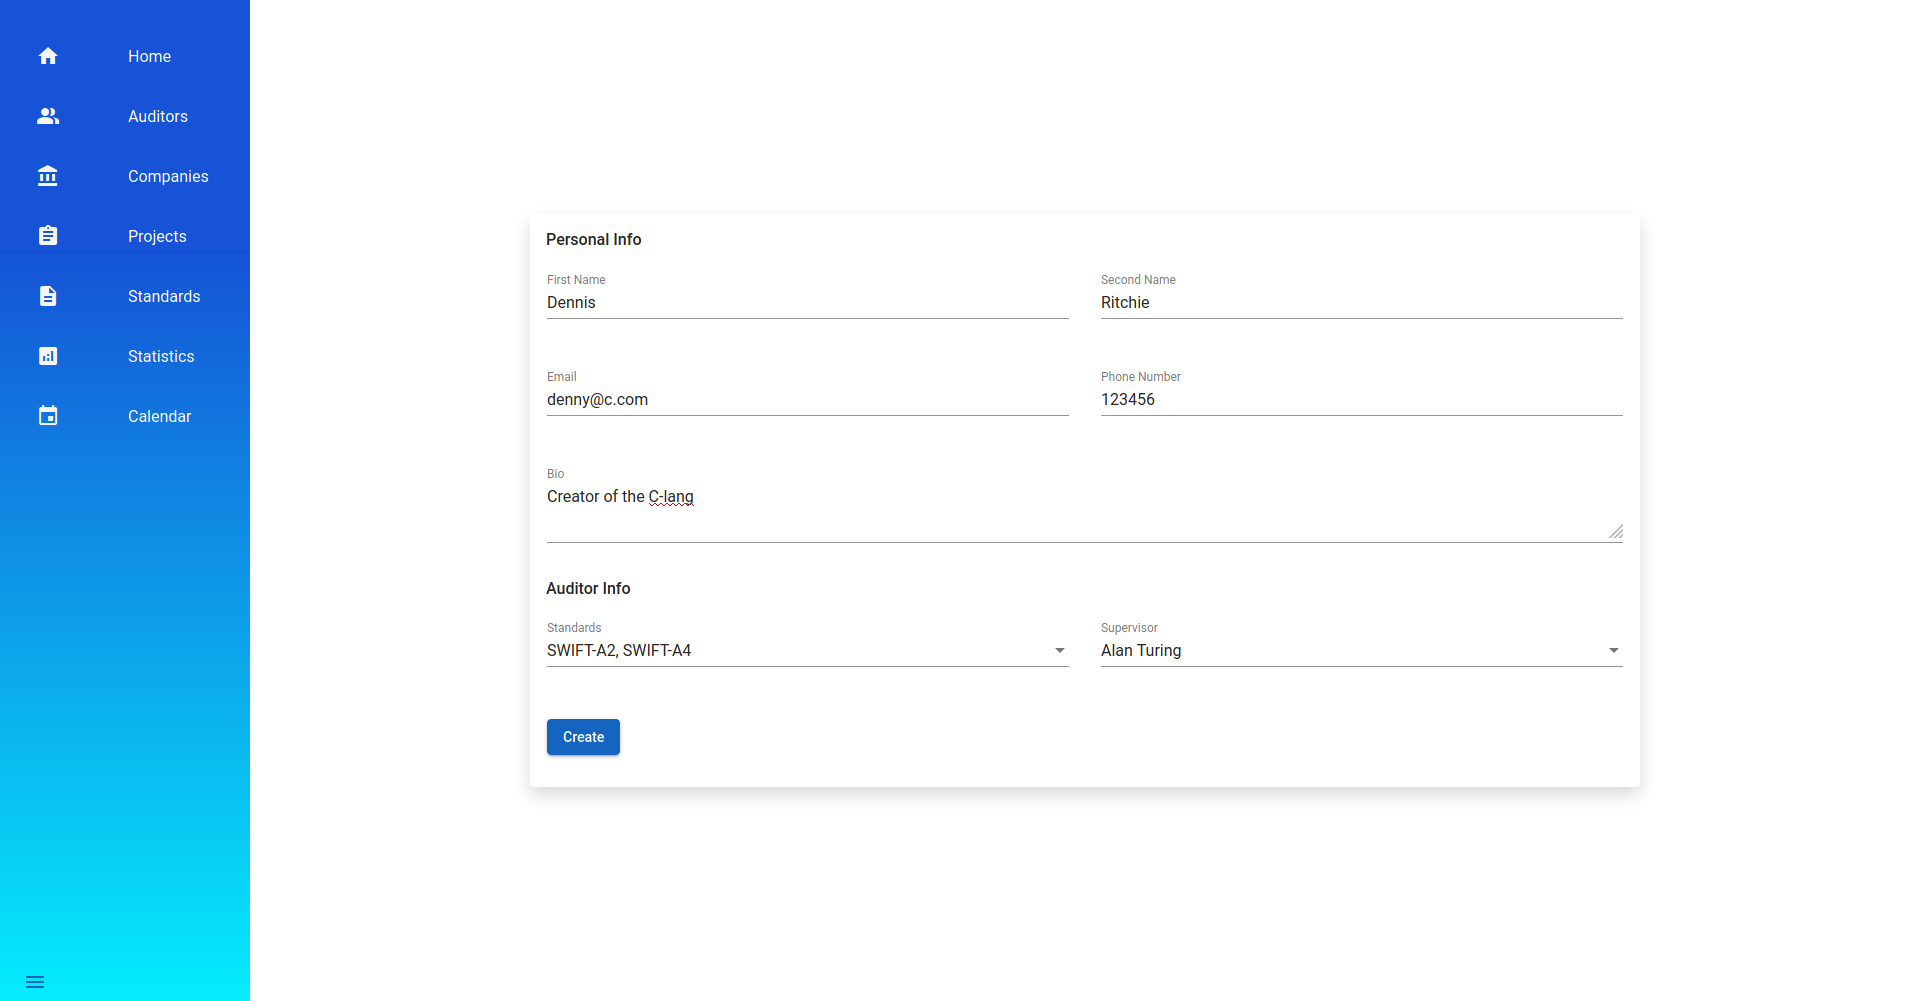 Home
Auditors
Companies
Projects
Standards
Statistics
Calendar
Personal Info
First Name
Dennis
Second Name
Ritchie
Email
denny@c.com
Phone Number
123456
Bio
Creator of the C-lang
Auditor Info
Standards
SWIFT-A2, SWIFT-A4
Supervisor
Alan Turing
Create